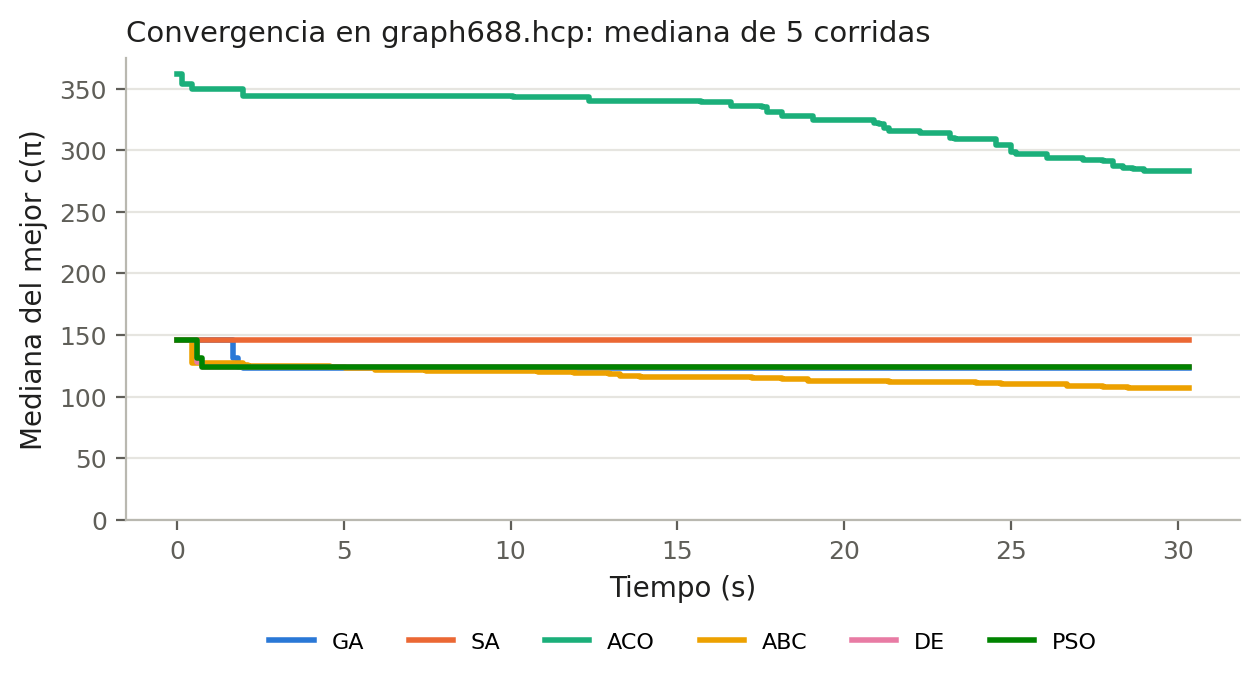 Convergencia en graph688.hcp: mediana de 5 corridas
Mediana del mejor c(π)
350
300
250
200
150
100
50
0
0 5 10 15 20 25 30
Tiempo (s)
GA SA ACO ABC DE PSO